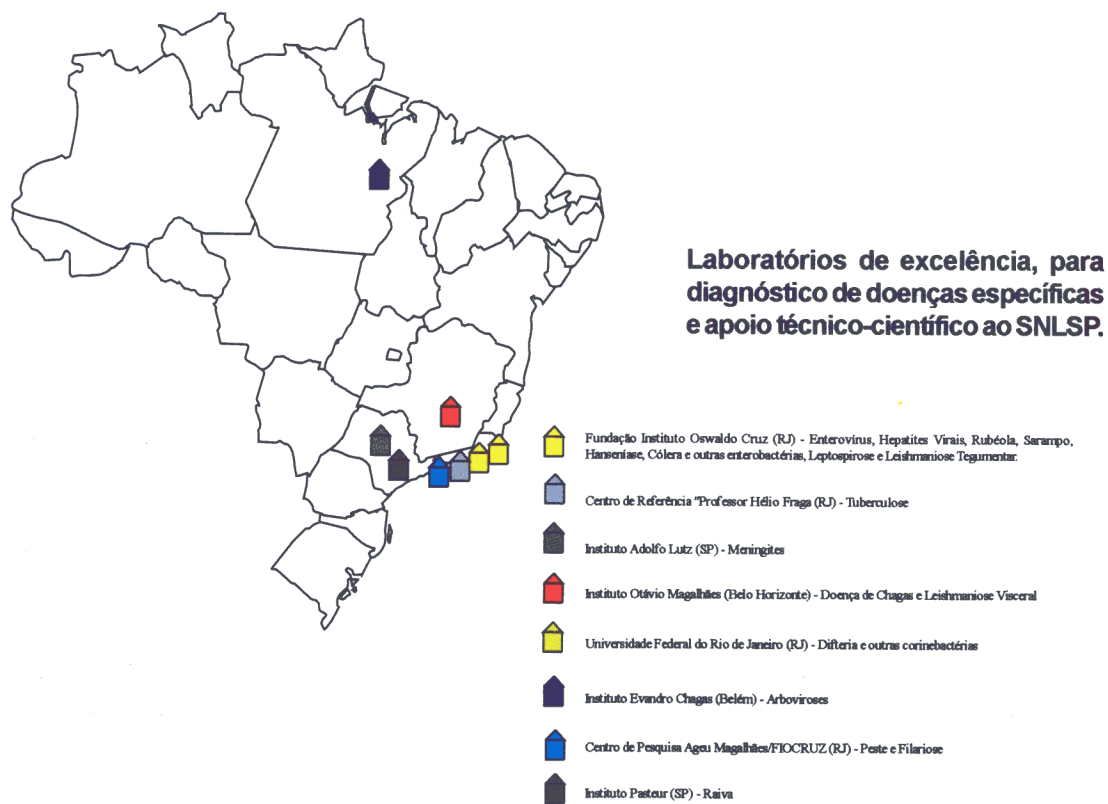 Laboratórios de excelência, para
diagnóstico de doenças específicas
e apoio técnico-científico ao SNLSP.
Fundação Instituto Oswaldo Cruz (RJ) - Enterovírus, Hepatites Virais, Rubéola, Sarampo,
Hanseníase, Cólera e outras enterobactérias, Leptospirose e Leishmaniose Tegumentar.
Centro de Referência "Professor Hélio Fraga (RJ) - Tuberculose
Instituto Adolfo Lutz (SP) - Meningites
Instituto Otávio Magalhães (Belo Horizonte) - Doença de Chagas e Leishmaniose Visceral
Universidade Federal do Rio de Janeiro (RJ) - Difteria e outras corinebactérias
Instituto Evandro Chagas (Belém) - Arboviroses
Centro de Pesquisa Ageu Magalhães/FIOCRUZ (RJ) - Peste e Filariose
Instituto Pasteur (SP) - Raiva